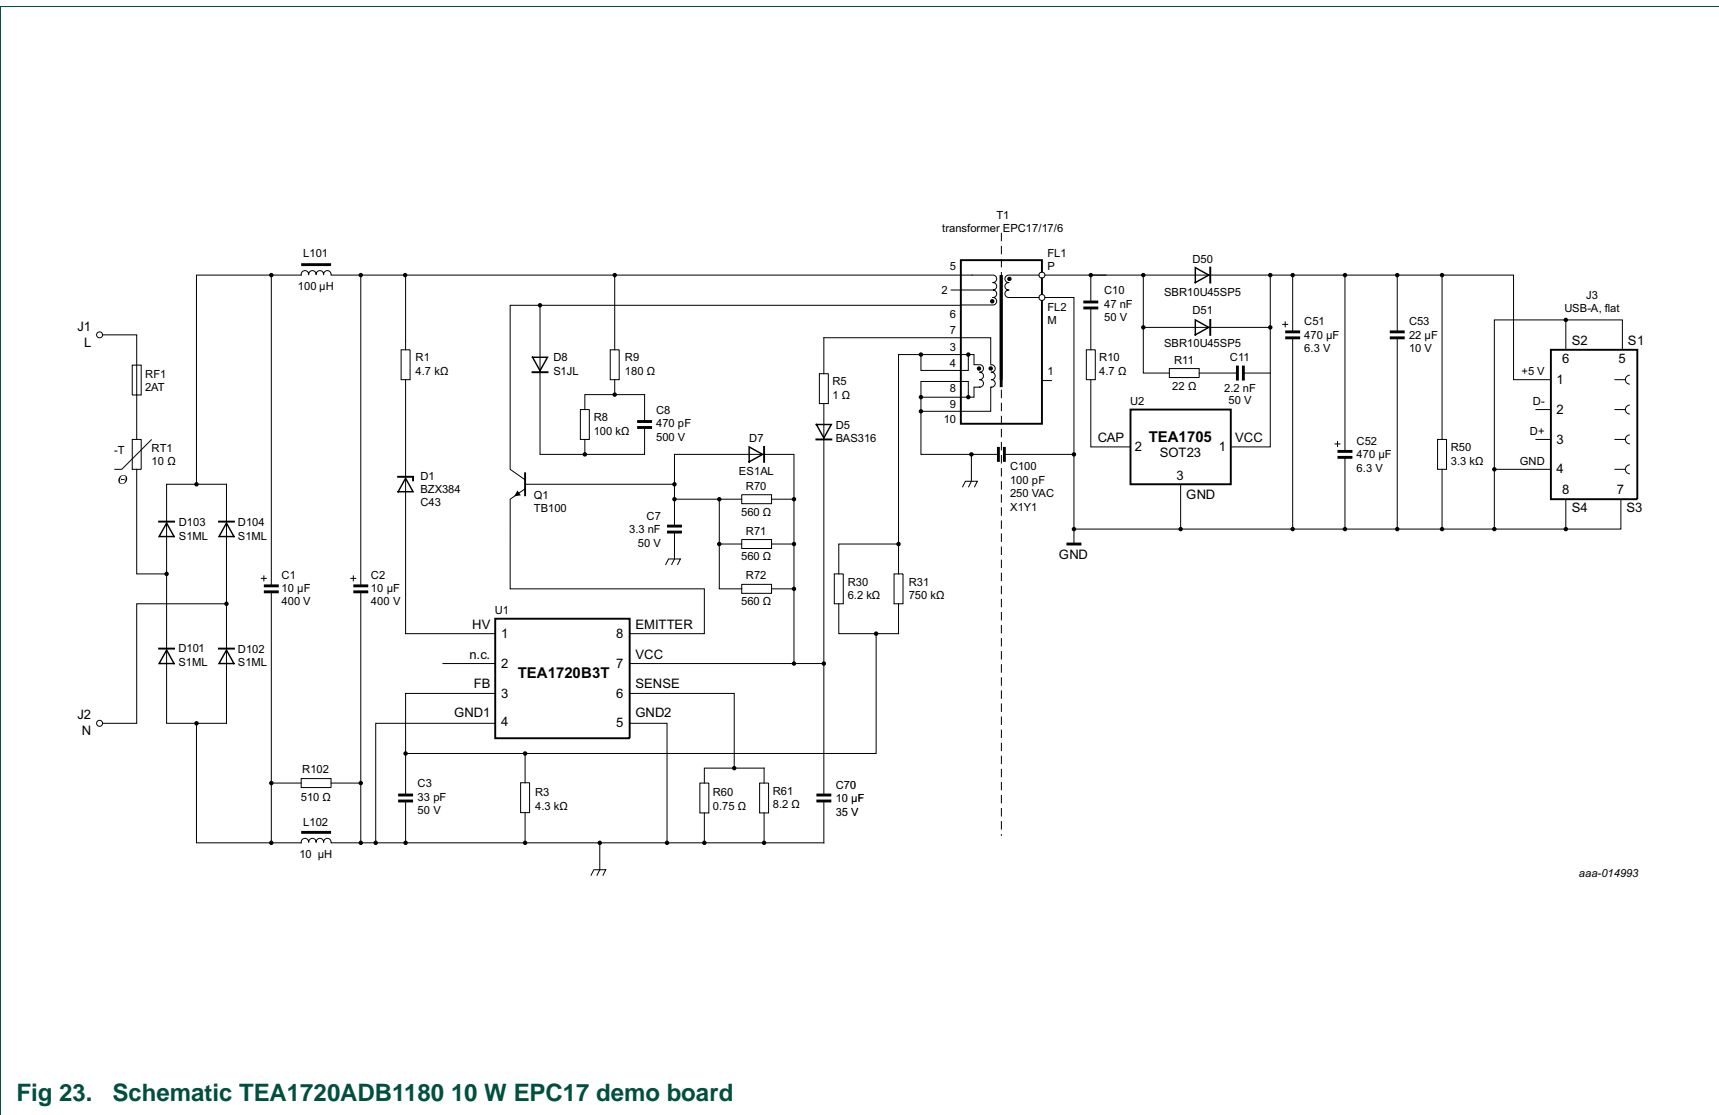 T1
transformer EPC17/17/6
L101
100 µH
J1
L
RF1
2AT
-T
RT1
10 Ω
Θ
D103
S1ML
D104
S1ML
D101
S1ML
D102
S1ML
J2
N
C1
+
10 µF
400 V
C2
+
10 µF
400 V
R102
510 Ω
L102
10 µH
R1
4.7 kΩ
D1
BZX384
C43
D8
S1JL
R9
180 Ω
R8
100 kΩ
C8
470 pF
500 V
Q1
TB100
D7
ES1AL
R70
560 Ω
R71
560 Ω
R72
560 Ω
C7
3.3 nF
50 V
R5
1 Ω
D5
BAS316
R30
6.2 kΩ
R31
750 kΩ
U1
TEA1720B3T
HV
1
n.c.
2
FB
3
GND1
4
8
EMITTER
7
VCC
6
SENSE
5
GND2
C3
33 pF
50 V
R3
4.3 kΩ
R60
0.75 Ω
R61
8.2 Ω
C70
10 µF
35 V
5
2
6
7
3
4
8
9
10
1
FL1
P
FL2
M
C100
100 pF
250 VAC
X1Y1
GND
C10
47 nF
50 V
R10
4.7 Ω
D50
SBR10U45SP5
D51
SBR10U45SP5
R11
22 Ω
C11
2.2 nF
50 V
U2
TEA1705
SOT23
CAP
2
1
VCC
3
GND
C51
+
470 µF
6.3 V
C52
+
470 µF
6.3 V
C53
22 µF
10 V
R50
3.3 kΩ
J3
USB-A, flat
S2
S1
6
5
+5 V
1
D-
2
D+
3
GND
4
8
7
S4
S3
aaa-014993
Fig 23. Schematic TEA1720ADB1180 10 W EPC17 demo board